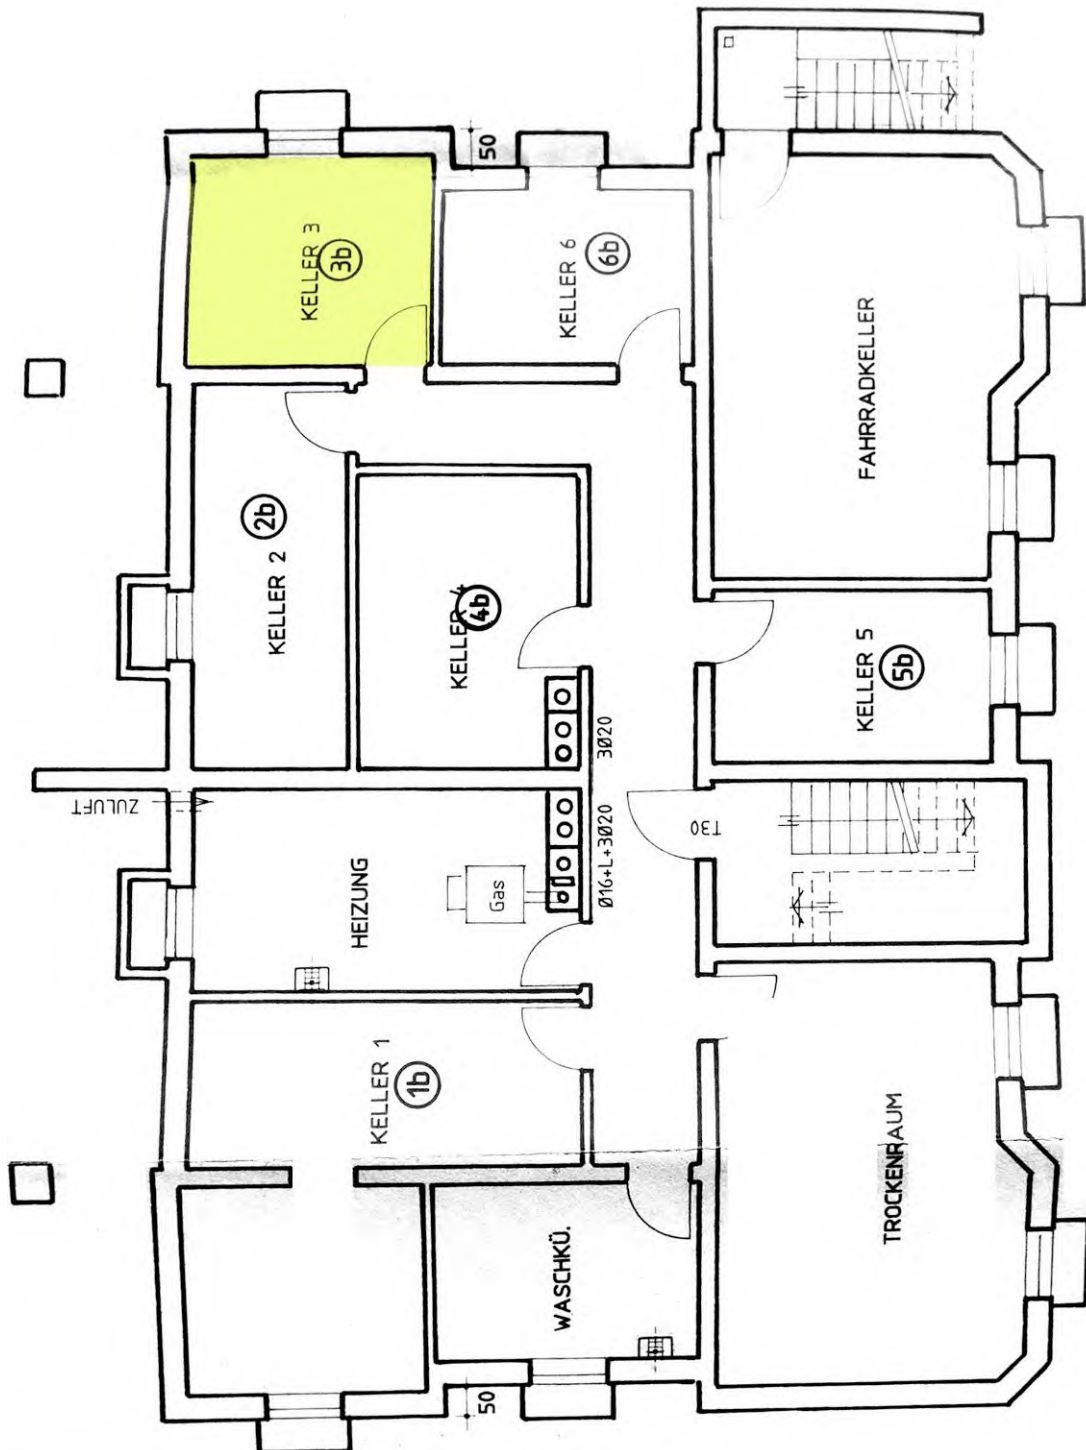 50
KELLER 3
3b
KELLER 6
6b
FAHRRADKELLER
KELLER 2
2b
KELLER 4
4b
KELLER 5
5b
3Ø20
ZULUFT
T30
Ø16+L+3Ø20
HEIZUNG
Gas
KELLER 1
1b
WASCHKÜ.
TROCKENRAUM
50